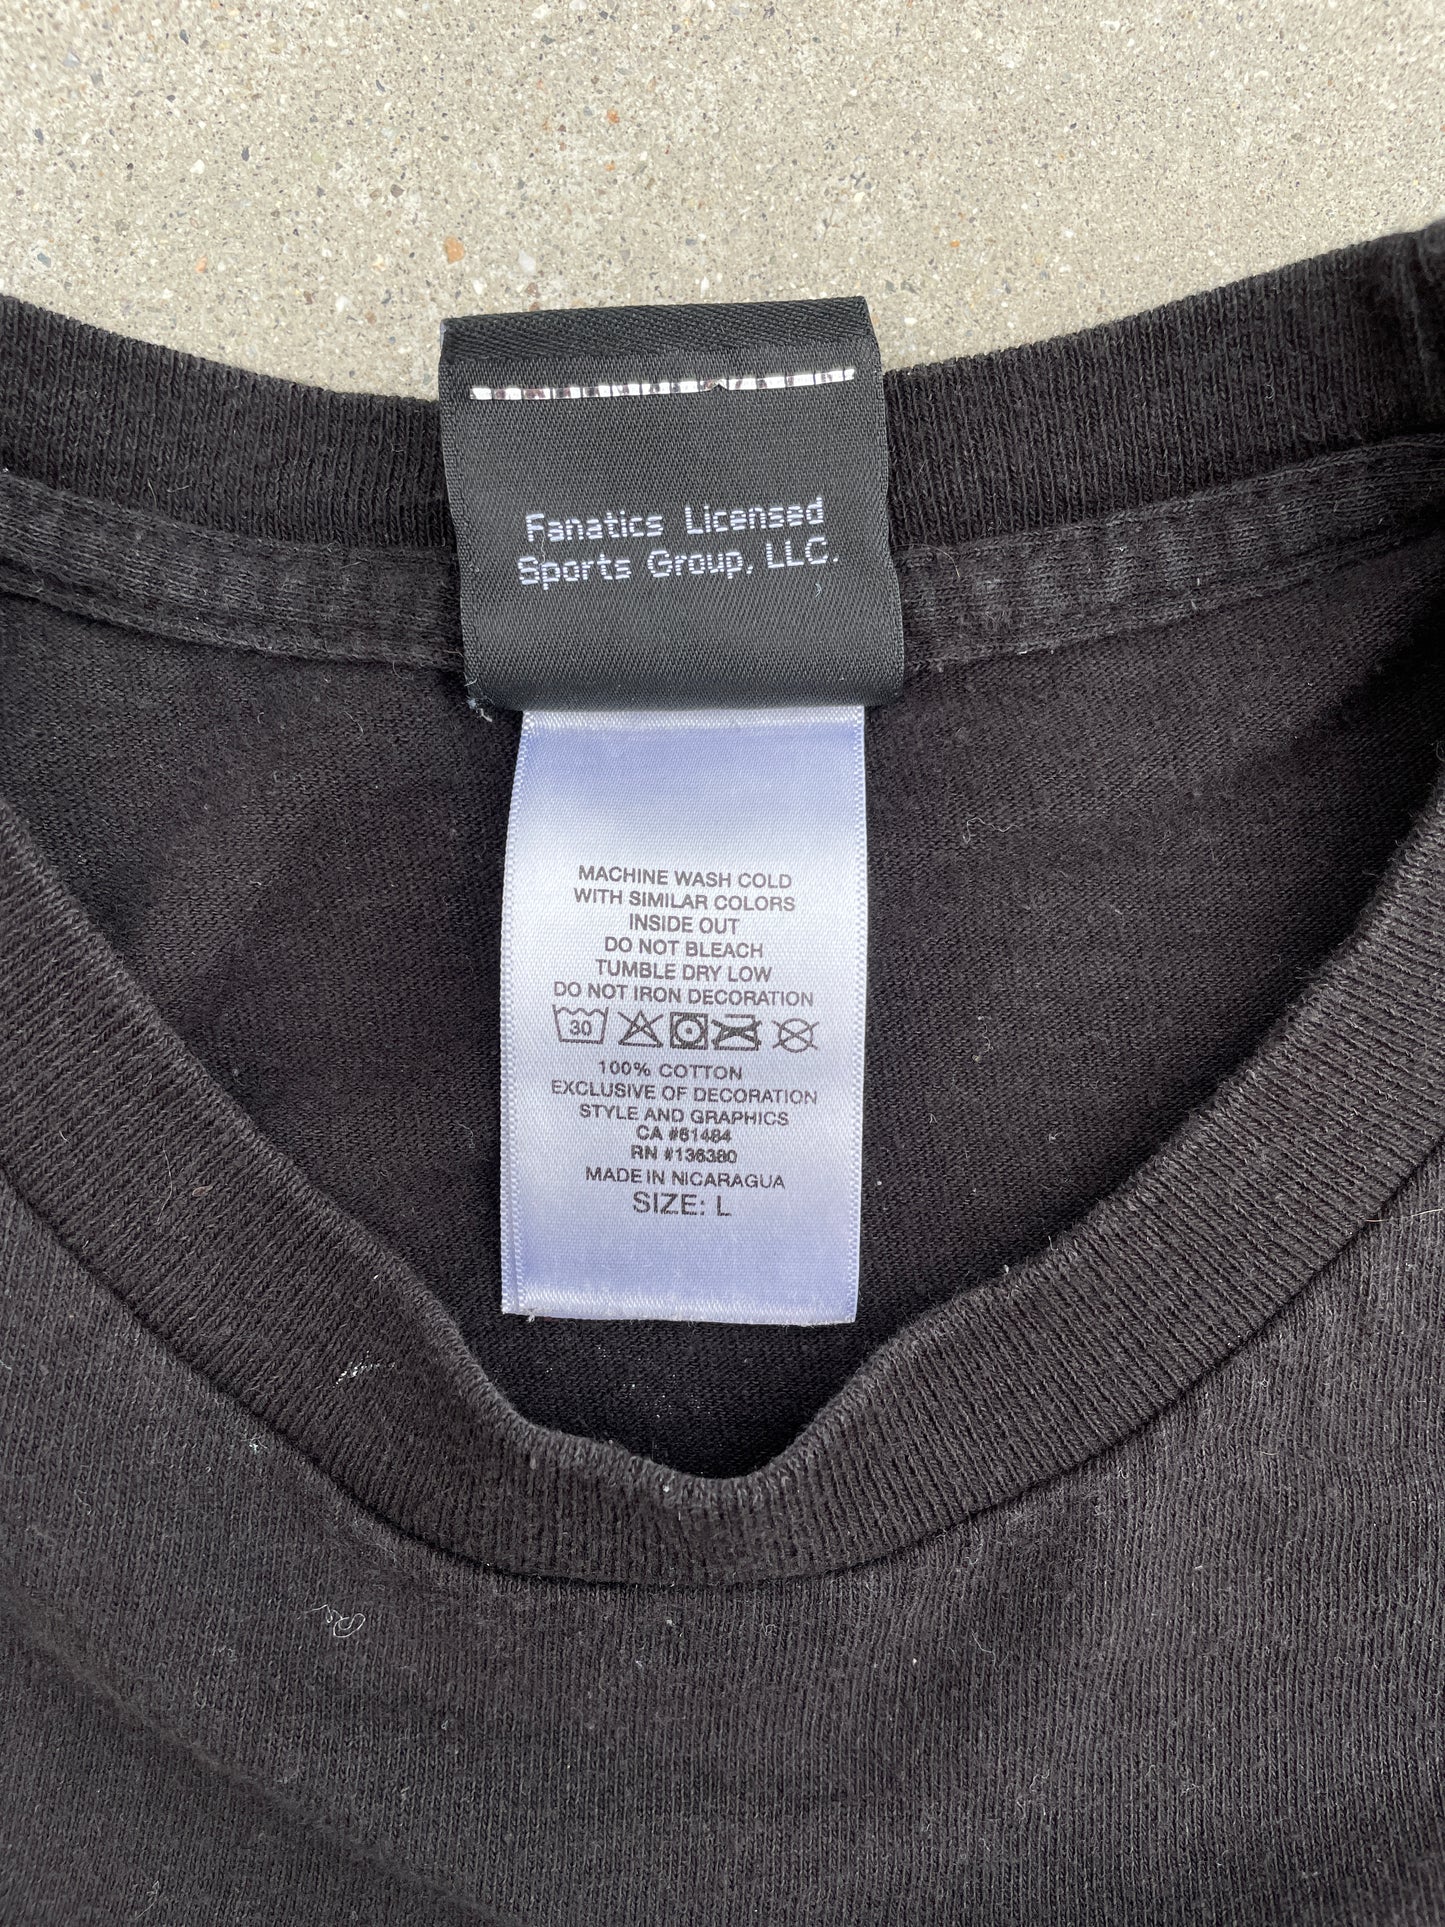 Fanatics Licensed
Sports Group, LLC.
MACHINE WASH COLD
WITH SIMILAR COLORS
INSIDE OUT
DO NOT BLEACH
TUMBLE DRY LOW
DO NOT IRON DECORATION
30
100% COTTON
EXCLUSIVE OF DECORATION
STYLE AND GRAPHICS
CA #61484
RN #136380
MADE IN NICARAGUA
SIZE: L